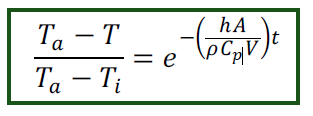 (T_a − T)/(T_a − T_i) = e^{−(hA/(ρC_pV))t}